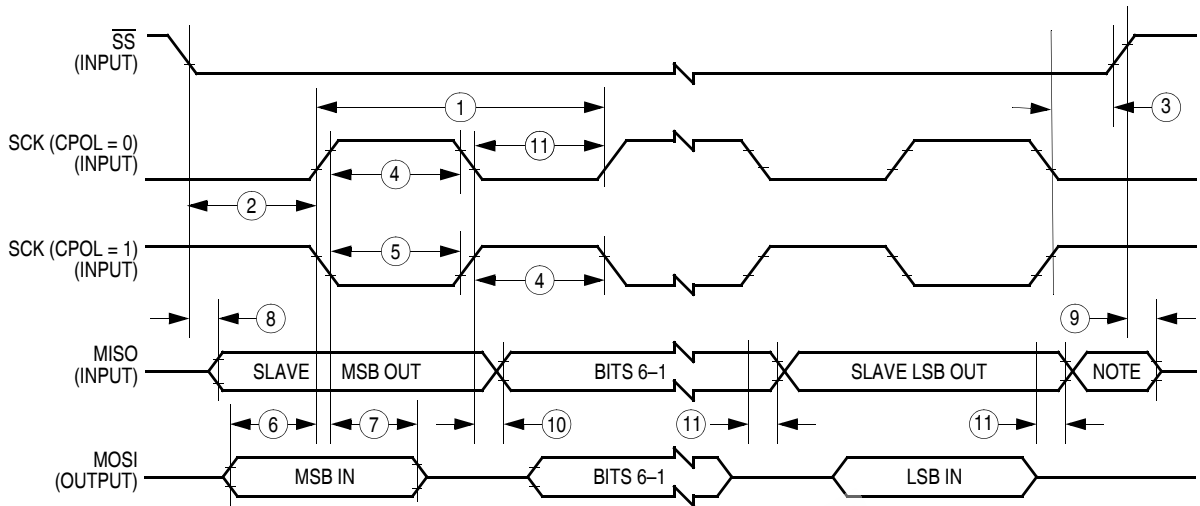 SS
(INPUT)
1
3
SCK (CPOL = 0)
(INPUT)
11
4
2
SCK (CPOL = 1)
(INPUT)
5
4
8
9
MISO
(INPUT)
SLAVE MSB OUT
BITS 6–1
SLAVE LSB OUT
NOTE
6
7
10
11
11
MOSI
(OUTPUT)
MSB IN
BITS 6–1
LSB IN